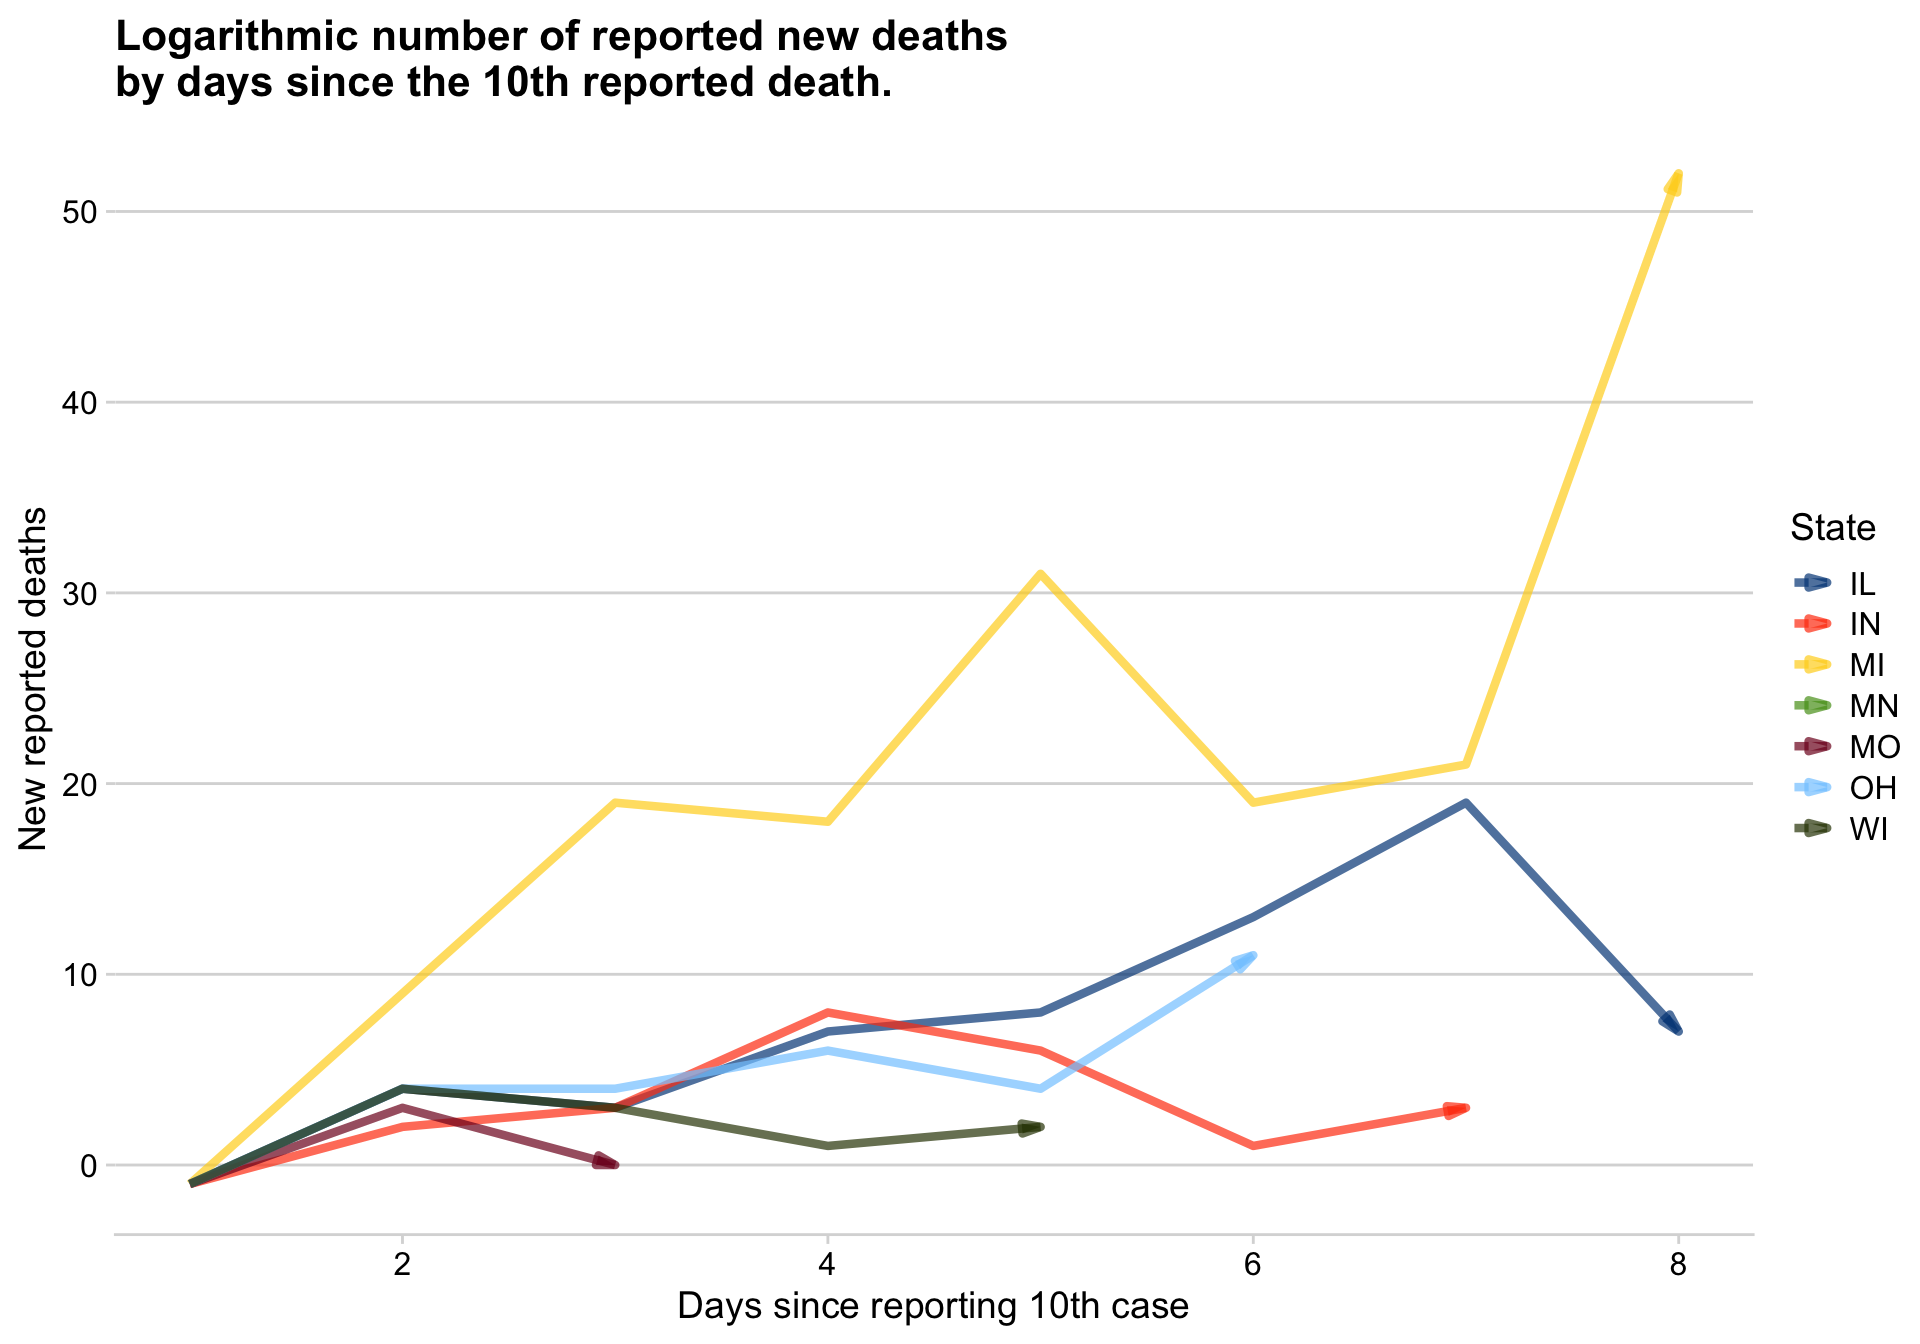 Logarithmic number of reported new deaths
by days since the 10th reported death.
New reported deaths
50
40
30
20
10
0
2 4 6 8
Days since reporting 10th case
State
IL
IN
MI
MN
MO
OH
WI